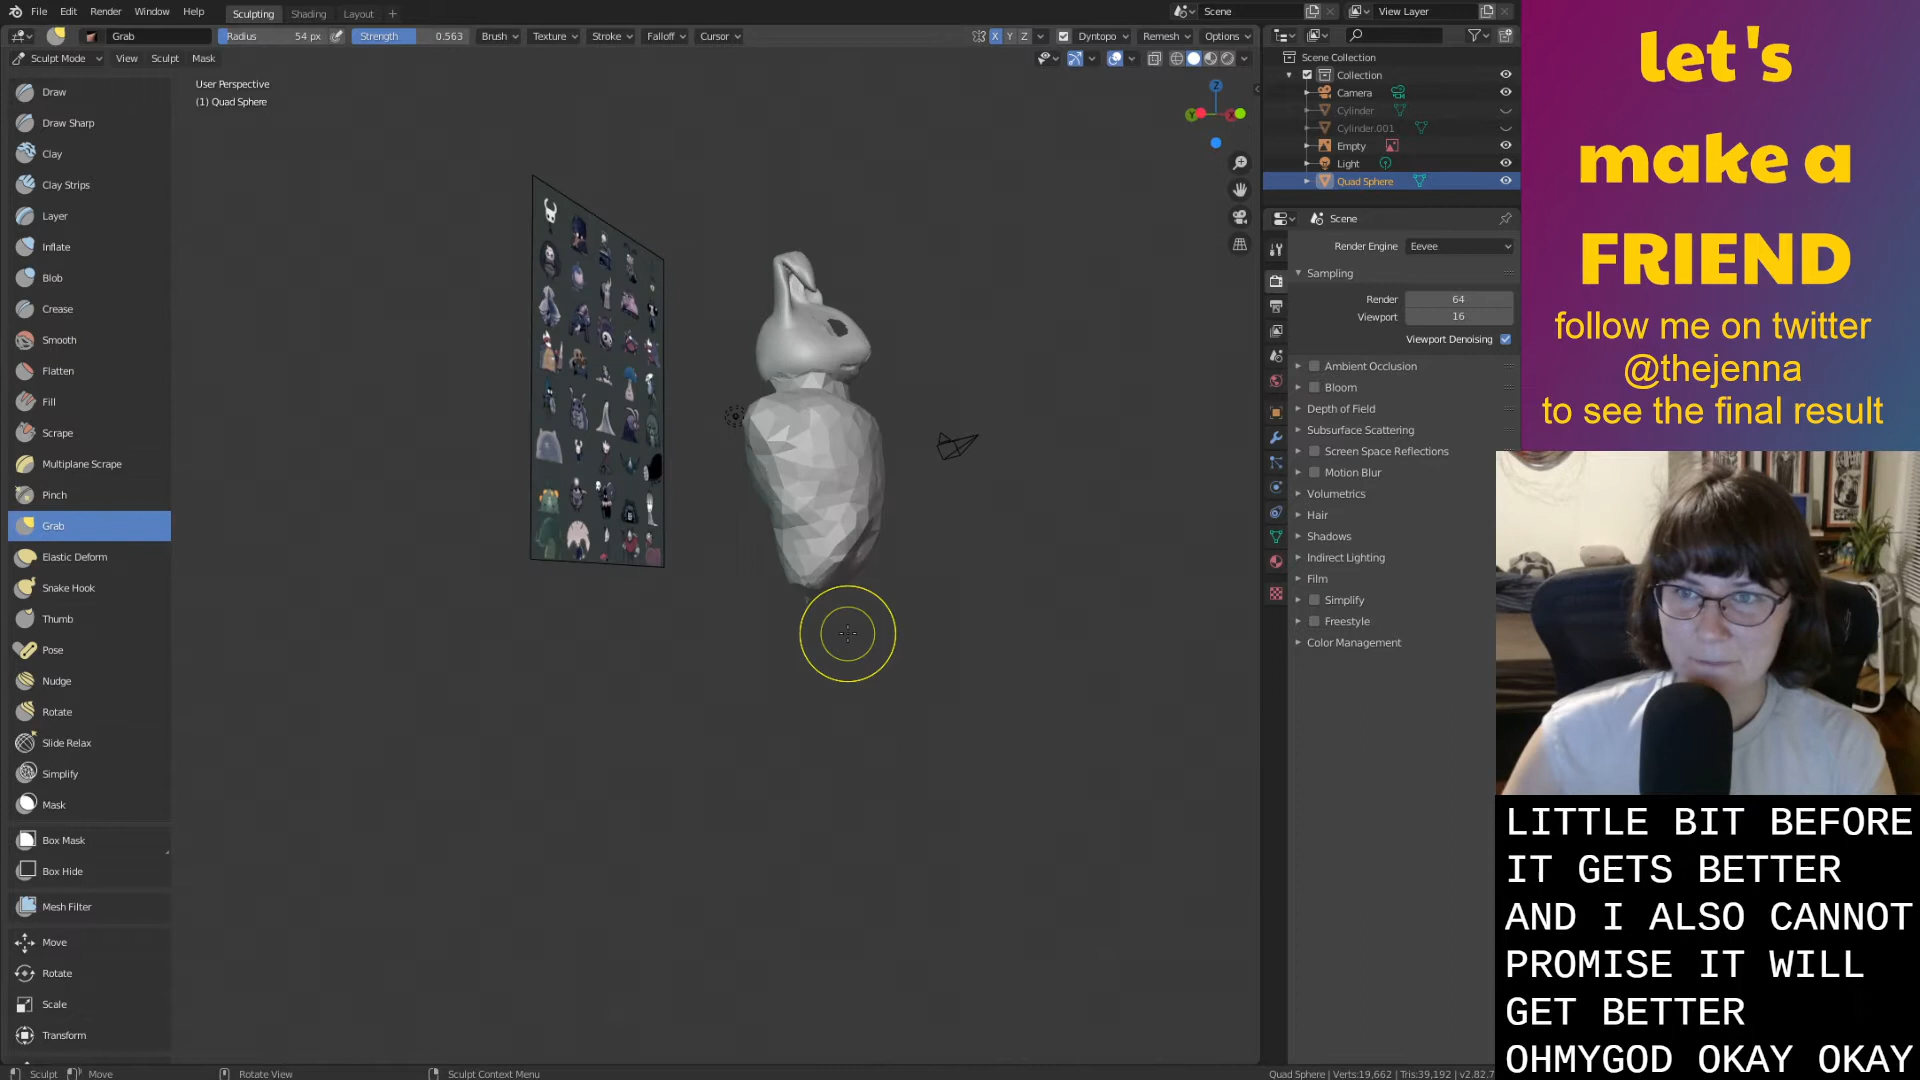 File Edit Render Window Help Sculpting Shading Layout + Scene View Layer
Grab Radius 54 px Strength 0.563 Brush Texture Stroke Falloff Cursor X Y Z Dyntopo Remesh Options
Sculpt Mode View Sculpt Mask
User Perspective
(1) Quad Sphere
Draw
Draw Sharp
Clay
Clay Strips
Layer
Inflate
Blob
Crease
Smooth
Flatten
Fill
Scrape
Multiplane Scrape
Pinch
Grab
Elastic Deform
Snake Hook
Thumb
Pose
Nudge
Rotate
Slide Relax
Simplify
Mask
Box Mask
Box Hide
Mesh Filter
Move
Rotate
Scale
Transform
Z
Y
X
Scene Collection
Collection
Camera
Cylinder
Cylinder.001
Empty
Light
Quad Sphere
Scene
Render Engine Eevee
Sampling
Render 64
Viewport 16
Viewport Denoising
Ambient Occlusion
Bloom
Depth of Field
Subsurface Scattering
Screen Space Reflections
Motion Blur
Volumetrics
Hair
Shadows
Indirect Lighting
Film
Simplify
Freestyle
Color Management
let's
make a
FRIEND
follow me on twitter
@thejenna
to see the final result
LITTLE BIT BEFORE
IT GETS BETTER
AND I ALSO CANNOT
PROMISE IT WILL
GET BETTER
OHMYGOD OKAY OKAY
Sculpt Move Rotate View Sculpt Context Menu Quad Sphere | Verts:19,662 | Tris:39,192 | v2.82.7